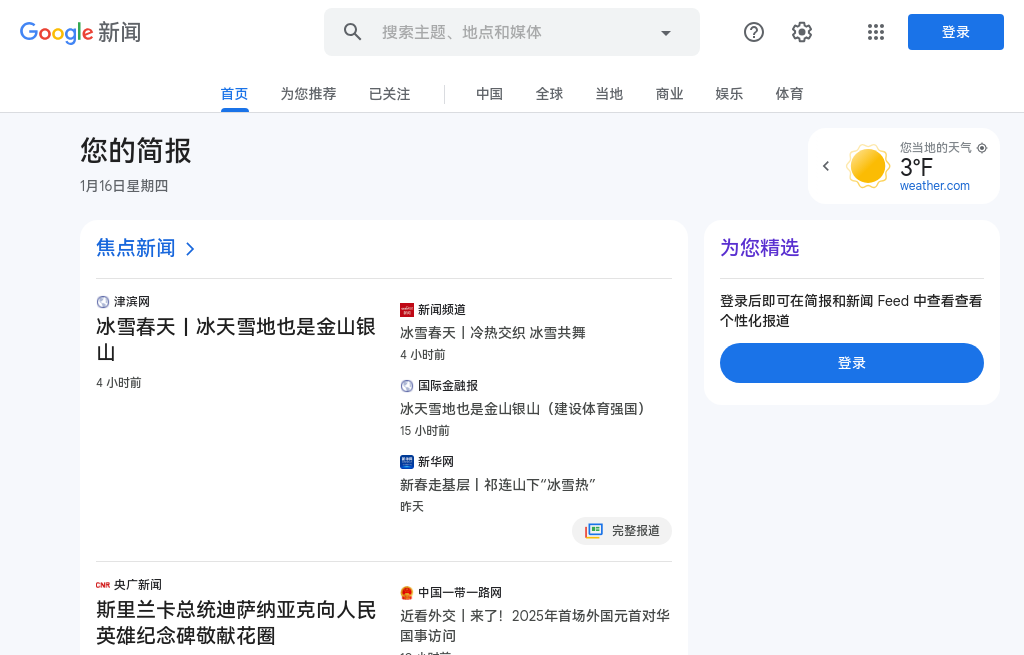 Google 新闻
搜索主题、地点和媒体
登录
首页
为您推荐
已关注
中国
全球
当地
商业
娱乐
体育
您的简报
1月16日星期四
您当地的天气
3°F
weather.com
焦点新闻
津滨网
冰雪春天丨冰天雪地也是金山银
山
4 小时前
新闻频道
冰雪春天丨冷热交织 冰雪共舞
4 小时前
国际金融报
冰天雪地也是金山银山（建设体育强国）
15 小时前
新华网
新春走基层丨祁连山下“冰雪热”
昨天
完整报道
为您精选
登录后即可在简报和新闻 Feed 中查看查看
个性化报道
登录
CNR 央广新闻
斯里兰卡总统迪萨纳亚克向人民
英雄纪念碑敬献花圈
中国一带一路网
近看外交丨来了！2025年首场外国元首对华
国事访问